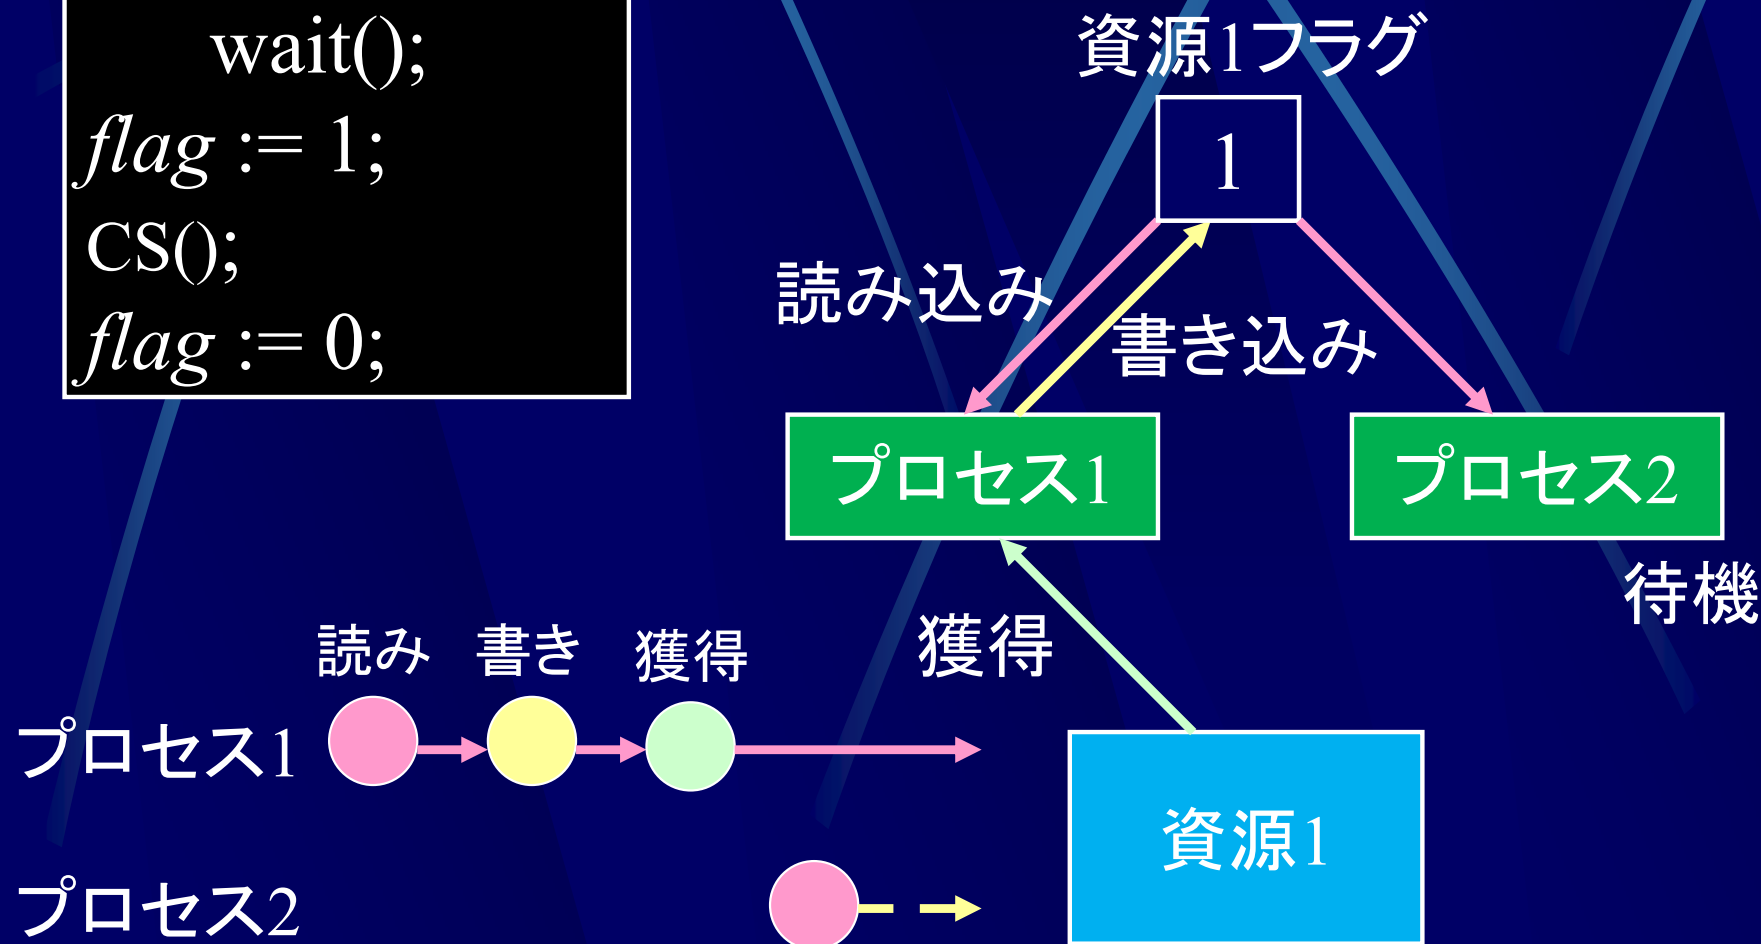 wait();
flag := 1;
CS();
flag := 0;
資源1フラグ
1
読み込み
書き込み
プロセス1
プロセス2
待機
獲得
読み 書き 獲得
プロセス1
資源1
プロセス2